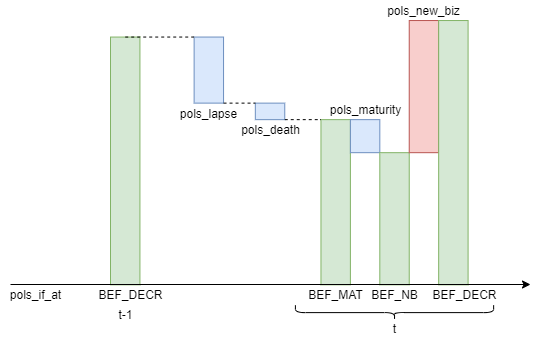 pols_new_biz
pols_lapse
pols_maturity
pols_death
pols_if_at
BEF_DECR
BEF_MAT
BEF_NB
BEF_DECR
t-1
t